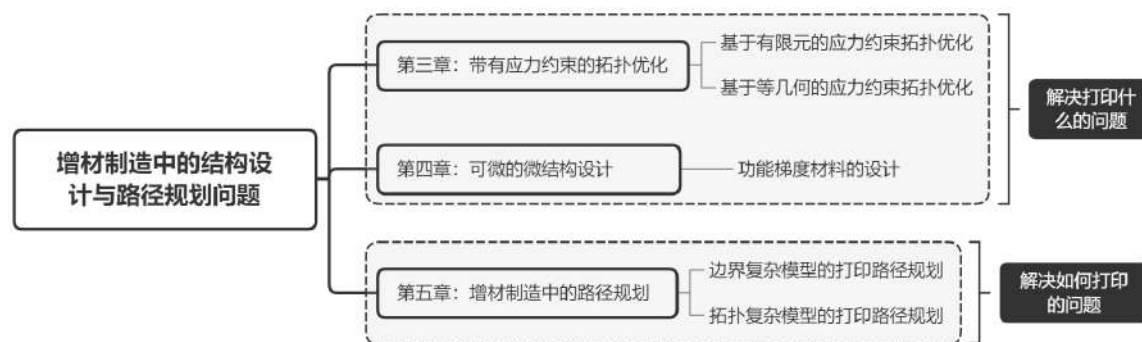 增材制造中的结构设
计与路径规划问题
第三章：带有应力约束的拓扑优化
基于有限元的应力约束拓扑优化
基于等几何的应力约束拓扑优化
第四章：可微的微结构设计
功能梯度材料的设计
解决打印什
么的问题
第五章：增材制造中的路径规划
边界复杂模型的打印路径规划
拓扑复杂模型的打印路径规划
解决如何打印
的问题